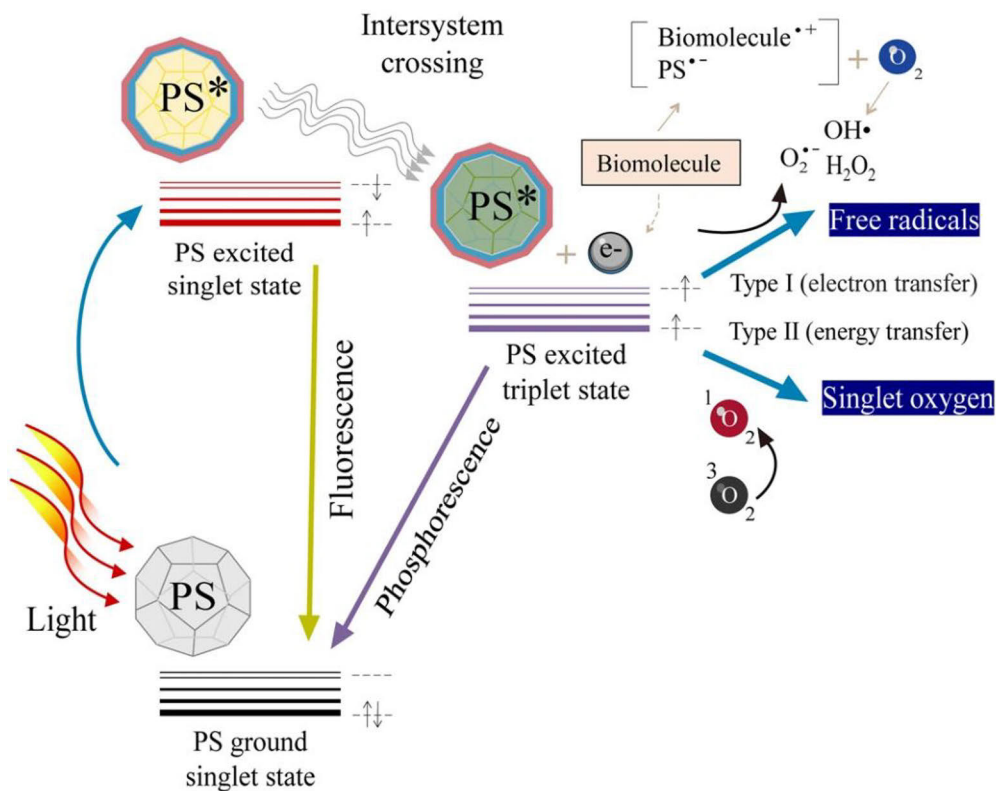 Intersystem
crossing
PS*
PS*
Biomolecule•+
PS•−
+
O2
Biomolecule
OH•
O2•−
H2O2
Free radicals
+
e-
PS excited
singlet state
Type I (electron transfer)
Type II (energy transfer)
PS excited
triplet state
Singlet oxygen
1O2
3O2
Fluorescence
Phosphorescence
PS
Light
PS ground
singlet state